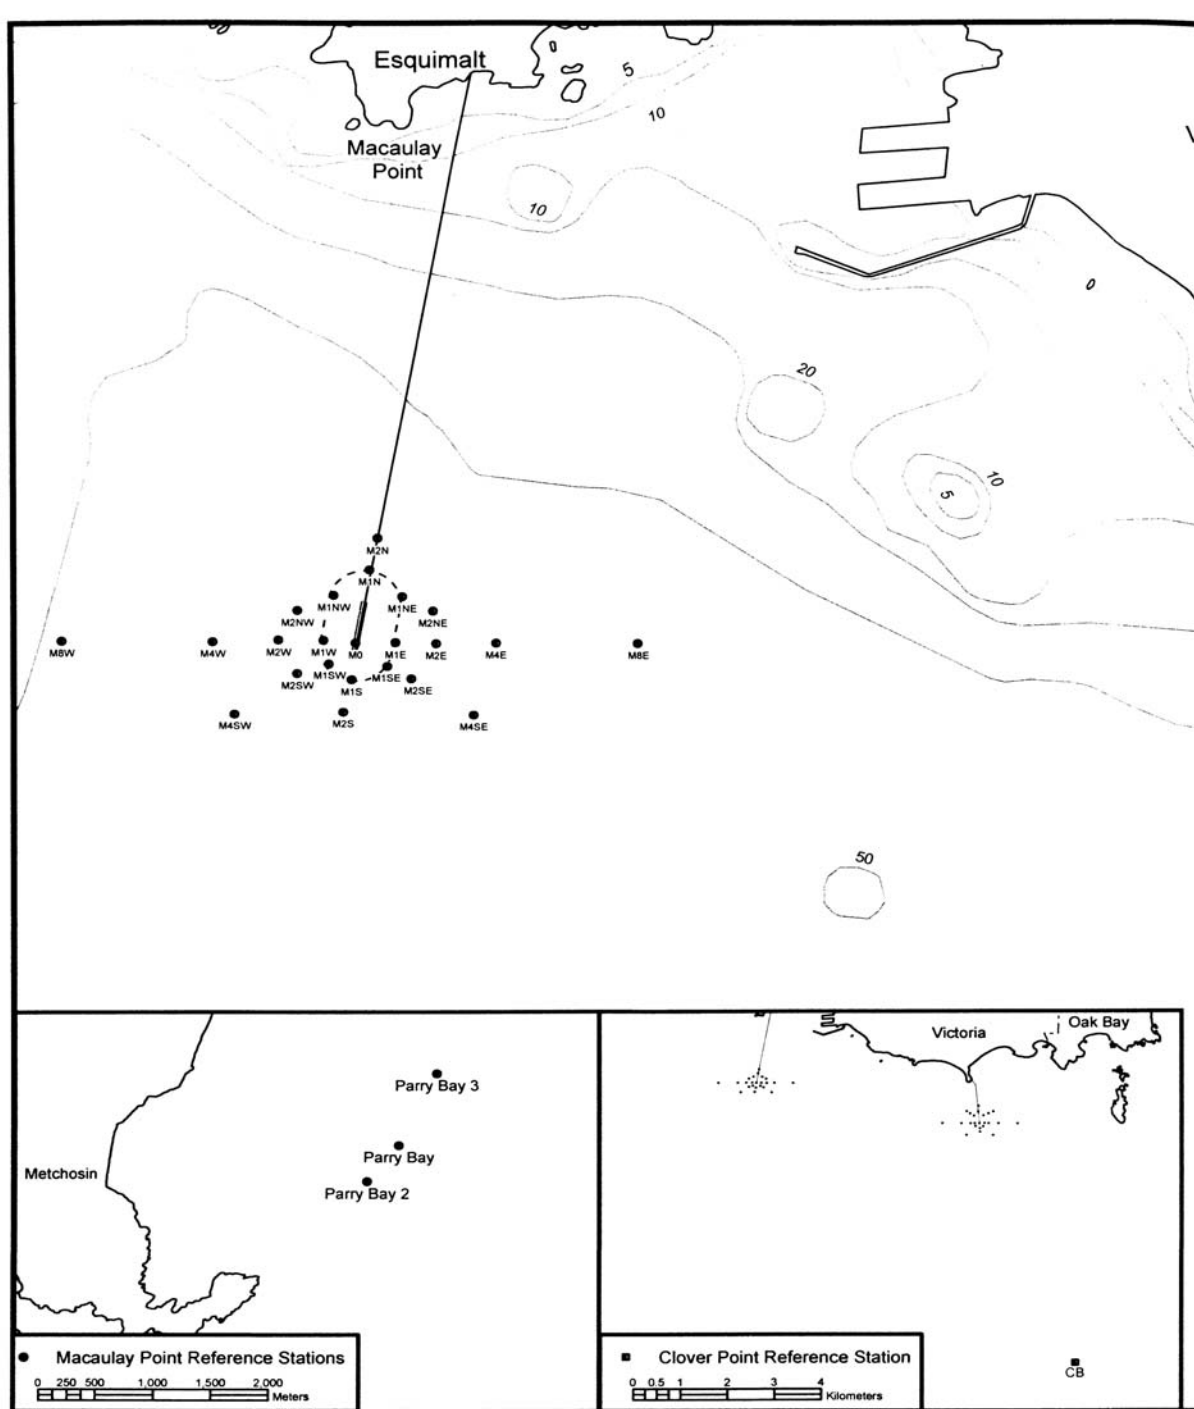 Esquimalt
5
10
Macaulay
Point
10
0
20
10
5
M2N
M1N
M1NW
M1NE
M2NW
M2NE
M8W
M4W
M2W
M1W
M0
M1E
M2E
M4E
M8E
M1SW
M1SE
M2SW
M1S
M2SE
M4SW
M2S
M4SE
50
Parry Bay 3
Parry Bay
Metchosin
Parry Bay 2
Macaulay Point Reference Stations
0 250 500 1,000 1,500 2,000
Meters
Victoria
Oak Bay
Clover Point Reference Station
0 0.5 1 2 3 4
Kilometers
CB